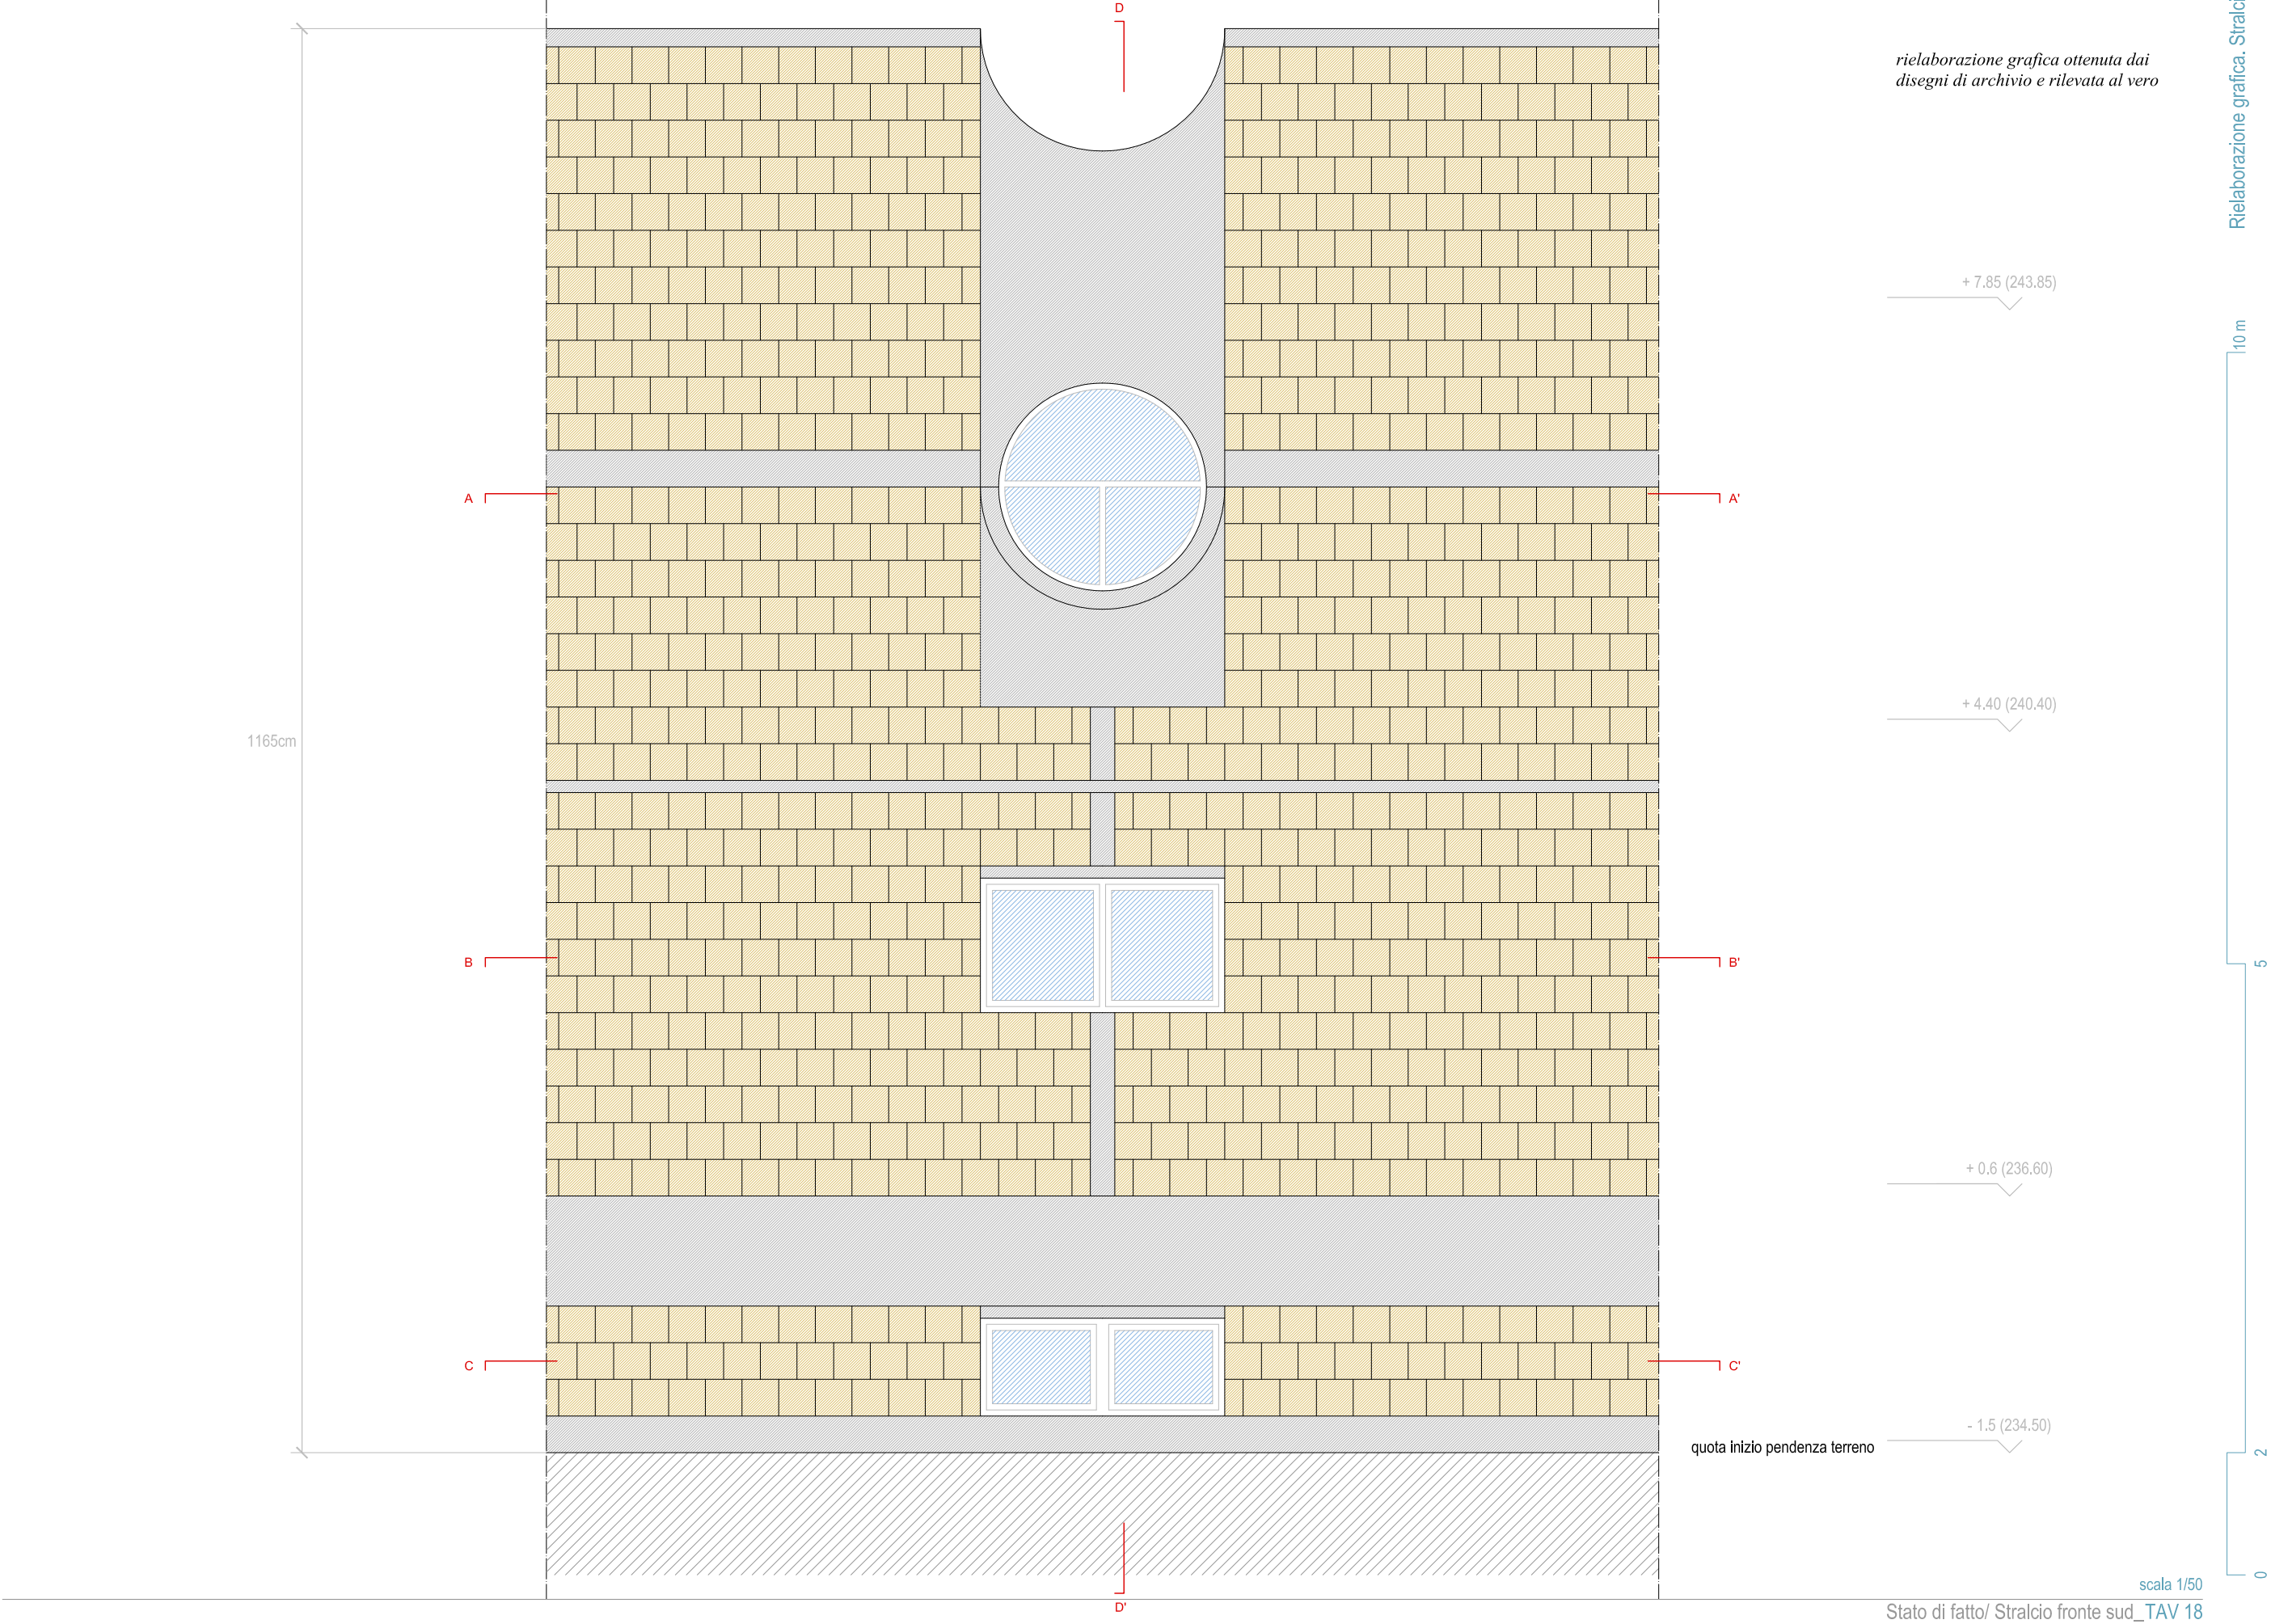 D
rielaborazione grafica ottenuta dai
disegni di archivio e rilevata al vero
Rielaborazione grafica. Stralci
+ 7.85 (243.85)
10 m
A
A'
+ 4.40 (240.40)
1165cm
B
B'
5
+ 0.6 (236.60)
C
C'
- 1.5 (234.50)
quota inizio pendenza terreno
2
0
scala 1/50
D'
Stato di fatto/ Stralcio fronte sud_TAV 18